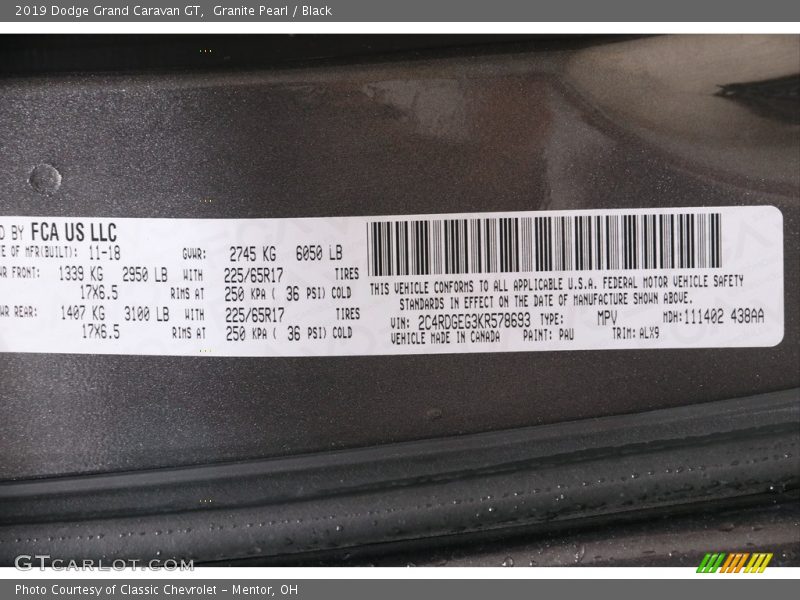 2019 Dodge Grand Caravan GT,  Granite Pearl / Black
D BY FCA US LLC
TE OF MFR(BUILT): 11-18 GVWR: 2745 KG 6050 LB
WR FRONT: 1339 KG 2950 LB WITH 225/65R17 TIRES
17X6.5 RIMS AT 250 KPA ( 36 PSI) COLD
WR REAR: 1407 KG 3100 LB WITH 225/65R17 TIRES
17X6.5 RIMS AT 250 KPA ( 36 PSI) COLD
THIS VEHICLE CONFORMS TO ALL APPLICABLE U.S.A. FEDERAL MOTOR VEHICLE SAFETY
STANDARDS IN EFFECT ON THE DATE OF MANUFACTURE SHOWN ABOVE.
VIN: 2C4RDGEG3KR578693 TYPE: MPV MDH:111402 438AA
VEHICLE MADE IN CANADA PAINT: PAU TRIM: ALX9
GTCARLOT.COM
Photo Courtesy of Classic Chevrolet – Mentor, OH